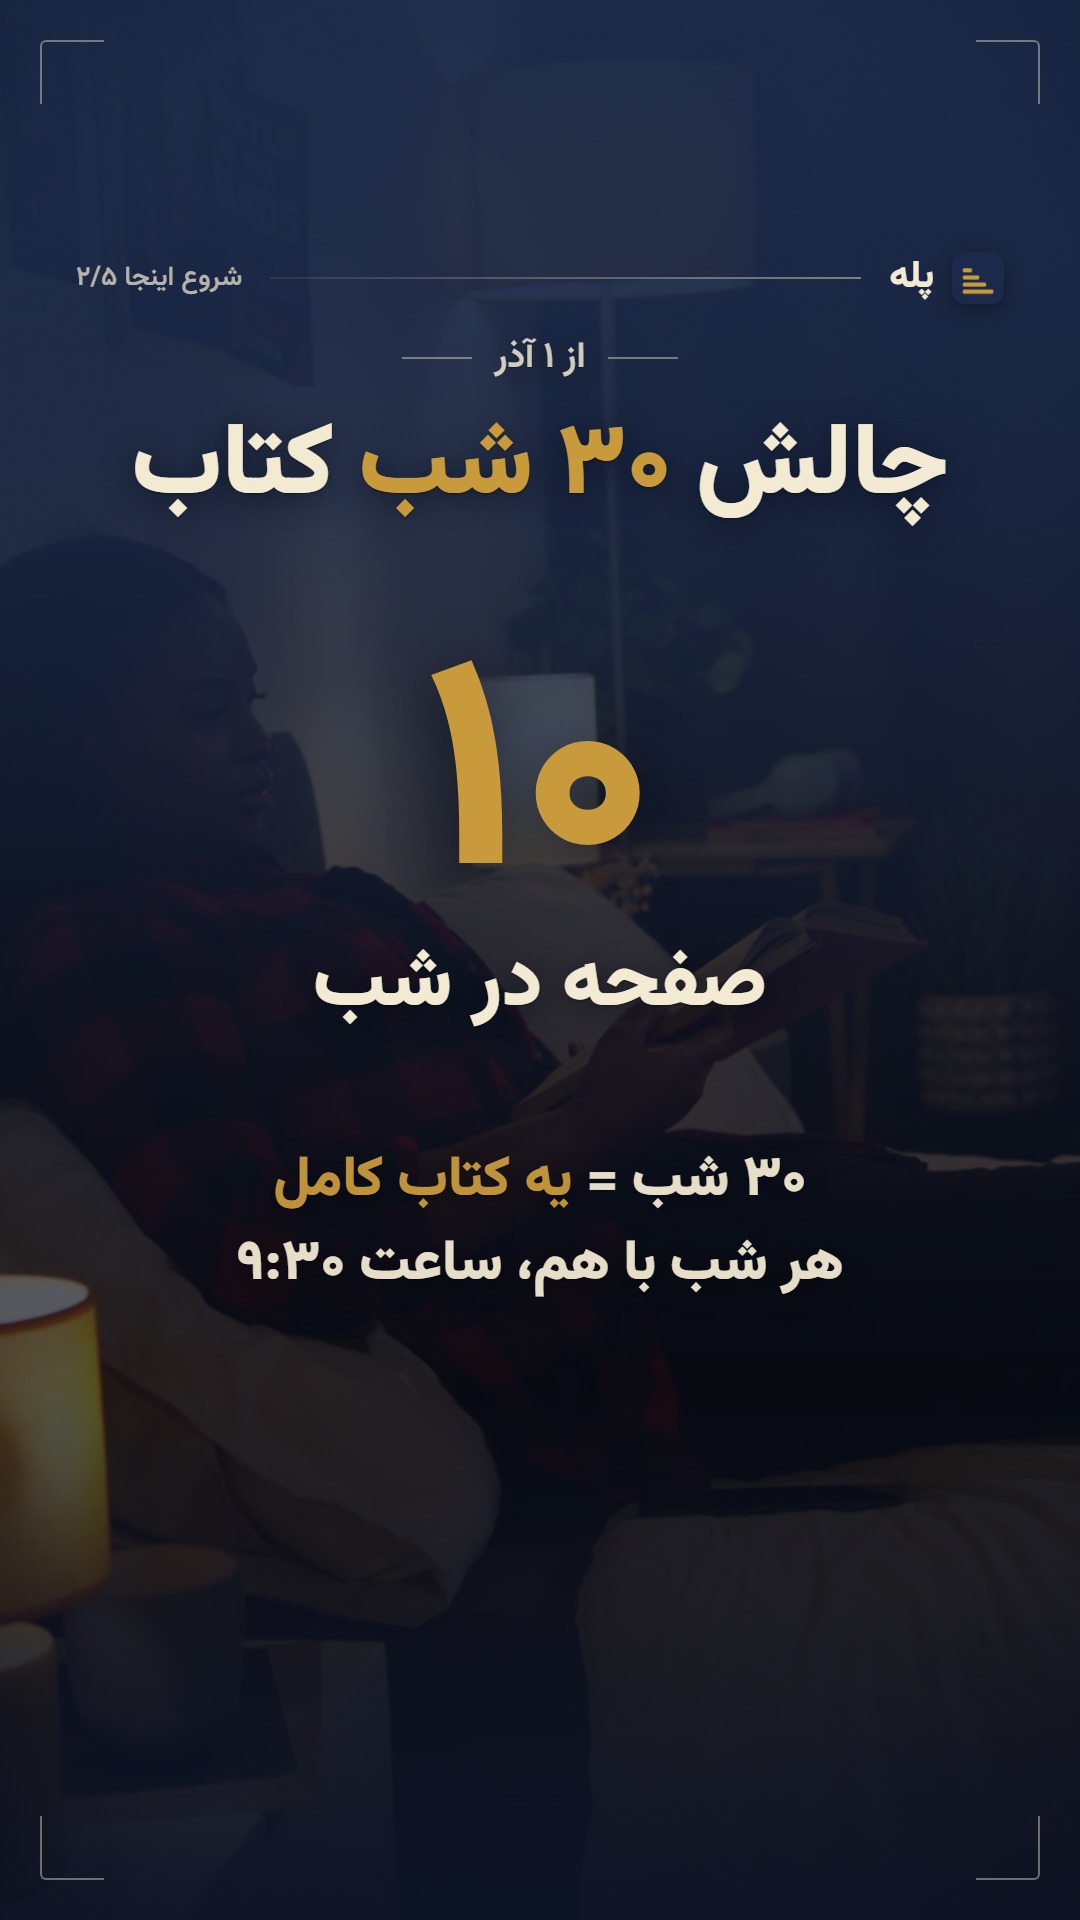 پله
شروع اینجا ۲/۵
از ۱ آذر
چالش ۳۰ شب کتاب
۱۰
صفحه در شب
۳۰ شب = یه کتاب کامل
هر شب با هم، ساعت ۹:۳۰